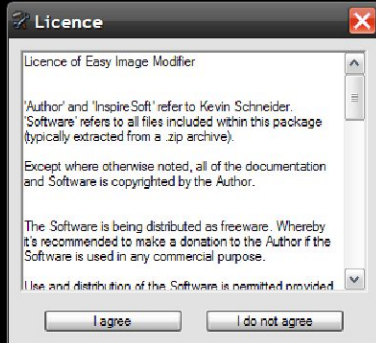 Licence
Licence of Easy Image Modifier
'Author' and 'InspireSoft' refer to Kevin Schneider.
'Software' refers to all files included within this package
(typically extracted from a .zip archive).
Except where otherwise noted, all of the documentation
and Software is copyrighted by the Author.
The Software is being distributed as freeware. Whereby
it's recommended to make a donation to the Author if the
Software is used in any commercial purpose.
Use and distribution of the Software is permitted provided
I agree
I do not agree